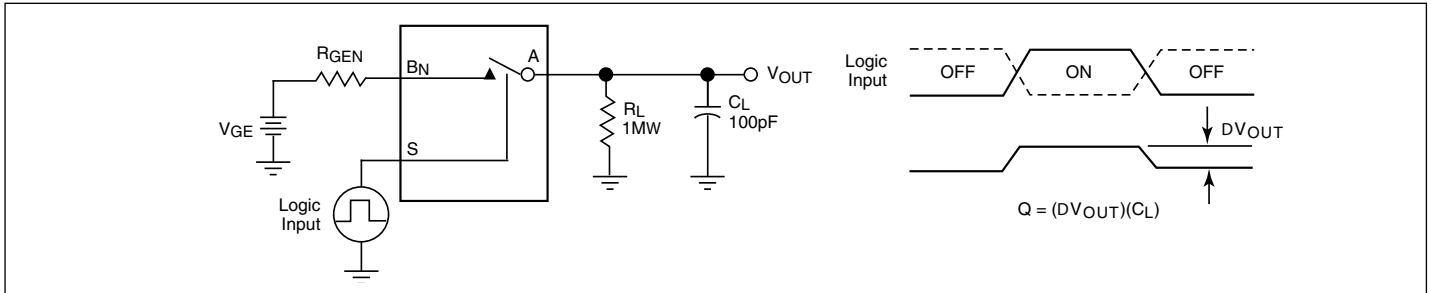 RGEN
BN
A
VOUT
RL
1MW
CL
100pF
VGE
S
Logic
Input
Logic
Input
OFF
ON
OFF
DVOUT
Q = (DVOUT)(CL)